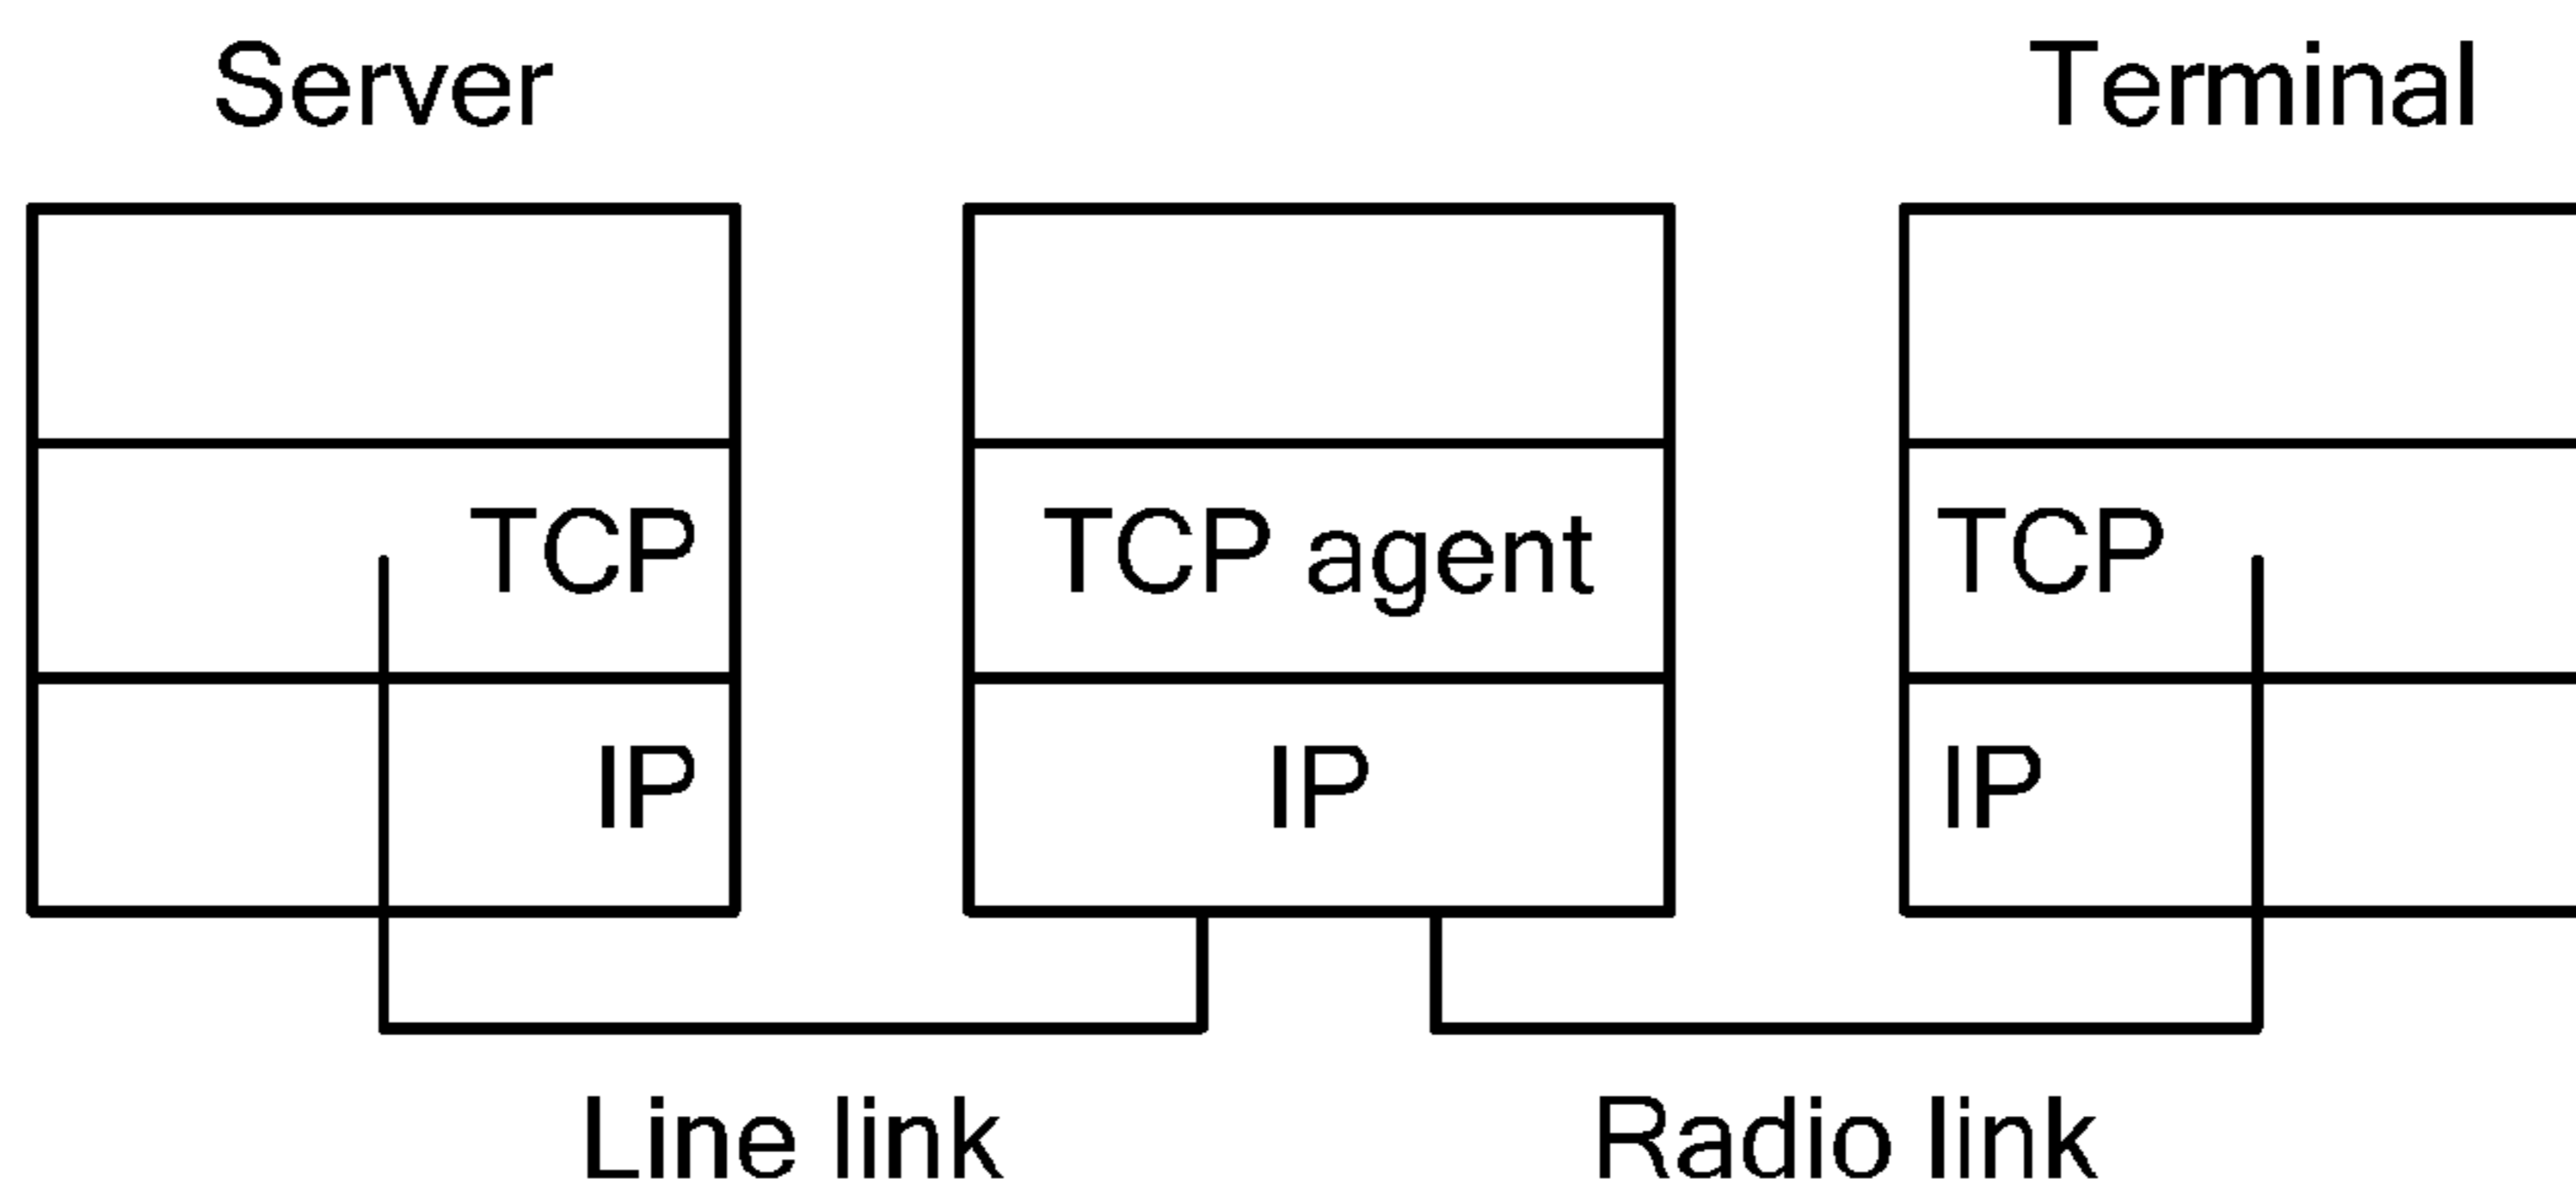 Server
Terminal
TCP
TCP agent
TCP
IP
IP
IP
Line link
Radio link